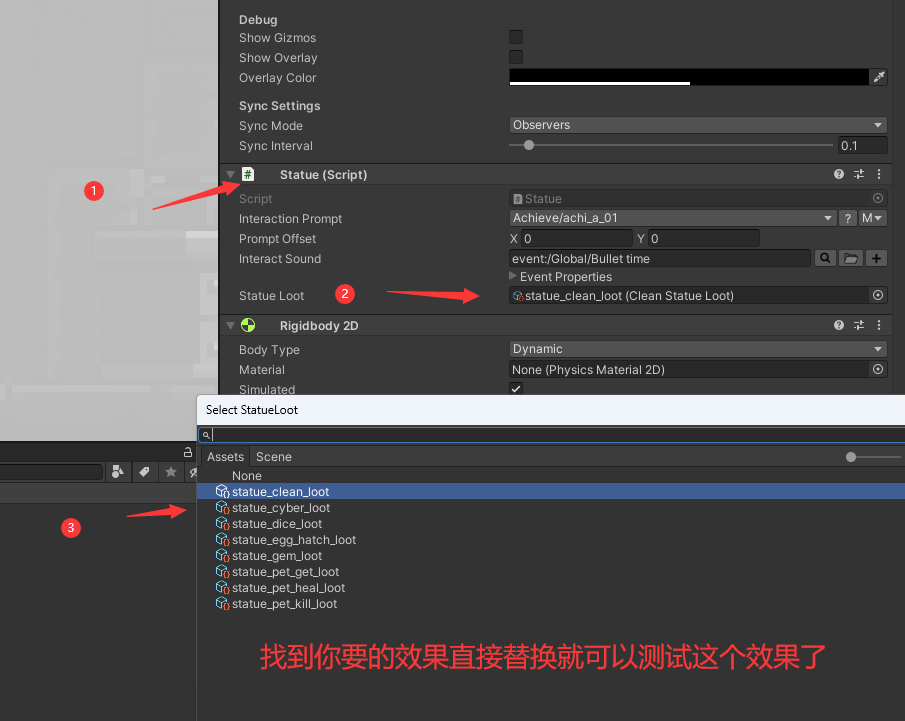 Debug
Show Gizmos
Show Overlay
Overlay Color
Sync Settings
Sync Mode Observers
Sync Interval 0.1
# Statue (Script)
Script # Statue
Interaction Prompt Achieve/achi_a_01 ? M
Prompt Offset X 0 Y 0
Interact Sound event:/Global/Bullet time
Event Properties
Statue Loot statue_clean_loot (Clean Statue Loot)
Rigidbody 2D
Body Type Dynamic
Material None (Physics Material 2D)
Simulated
1
2
Select StatueLoot
Assets Scene
None
statue_clean_loot
statue_cyber_loot
statue_dice_loot
statue_egg_hatch_loot
statue_gem_loot
statue_pet_get_loot
statue_pet_heal_loot
statue_pet_kill_loot
3
找到你要的效果直接替换就可以测试这个效果了